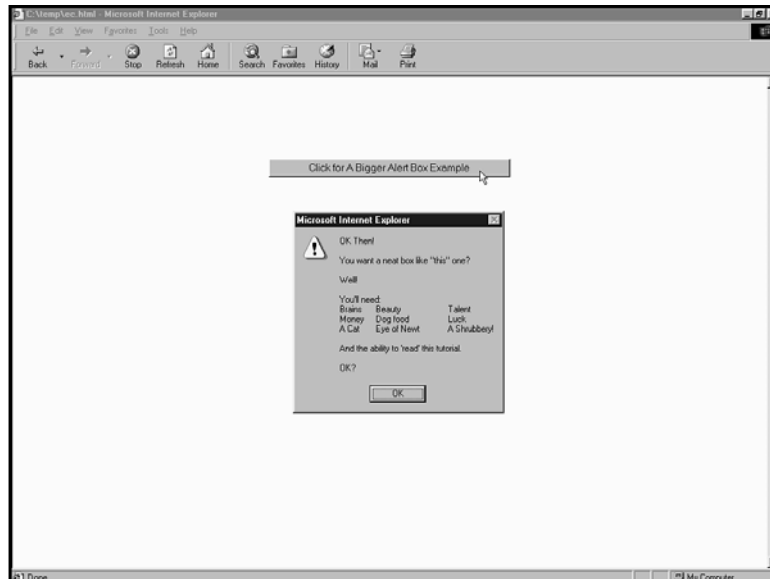 C:\temp\ec.html - Microsoft Internet Explorer
File Edit View Favorites Tools Help
Back Forward Stop Refresh Home Search Favorites History Mail Print
Click for A Bigger Alert Box Example
Microsoft Internet Explorer
OK Then!
You want a neat box like "this" one?
Well!
You'll need:
Brains Beauty Talent
Money Dog food Luck
A Cat Eye of Newt A Shrubbery!
And the ability to 'read' this tutorial.
OK?
OK
Done My Computer